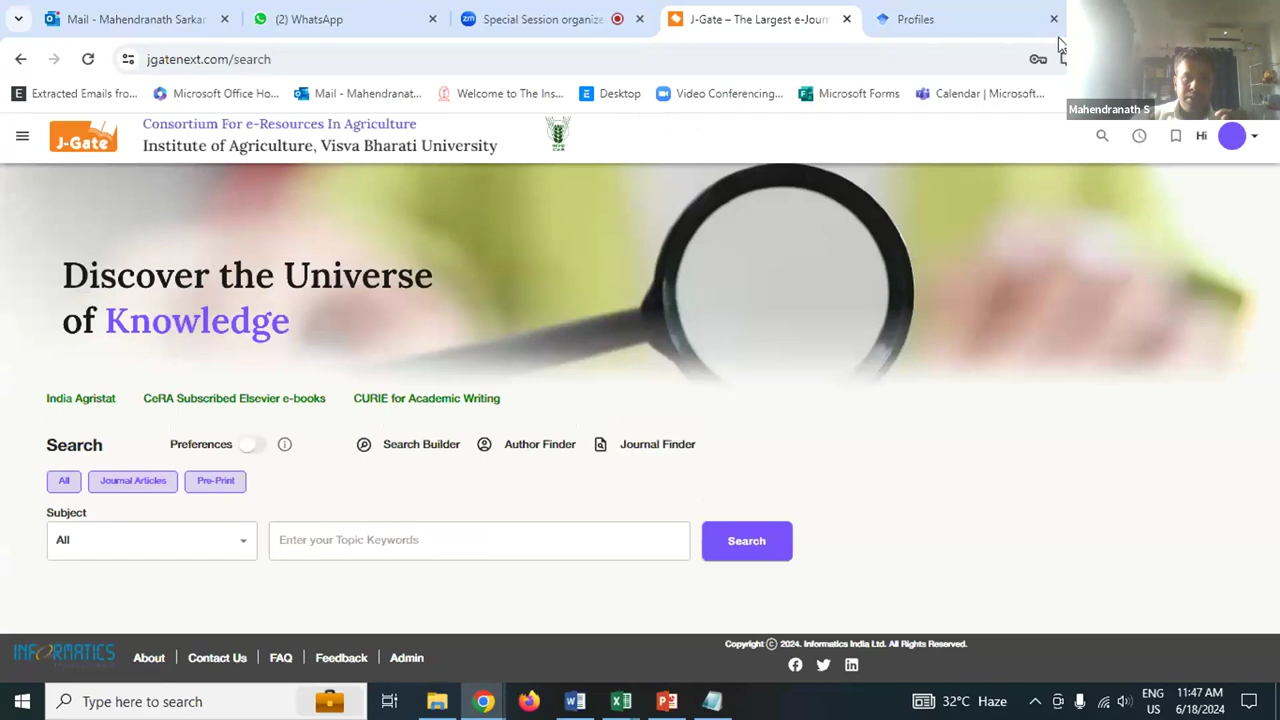 Mail - Mahendranath Sarkar
(2) WhatsApp
zm
Special Session organize
J-Gate – The Largest e-Jour
Profiles
jgatenext.com/search
Extracted Emails fro...
Microsoft Office Ho...
Mail - Mahendranat...
Welcome to The Ins...
Desktop
Video Conferencing...
Microsoft Forms
Calendar | Microsoft...
Mahendranath S
J-Gate
Consortium For e-Resources In Agriculture
Institute of Agriculture, Visva Bharati University
Hi
Discover the Universe
of Knowledge
India Agristat
CeRA Subscribed Elsevier e-books
CURIE for Academic Writing
Search
Preferences
Search Builder
Author Finder
Journal Finder
All
Journal Articles
Pre-Print
Subject
All
Enter your Topic Keywords
Search
INFORMATICS
About
Contact Us
FAQ
Feedback
Admin
Copyright © 2024. Informatics India Ltd. All Rights Reserved.
Type here to search
32°C Haze
ENG
US
11:47 AM
6/18/2024